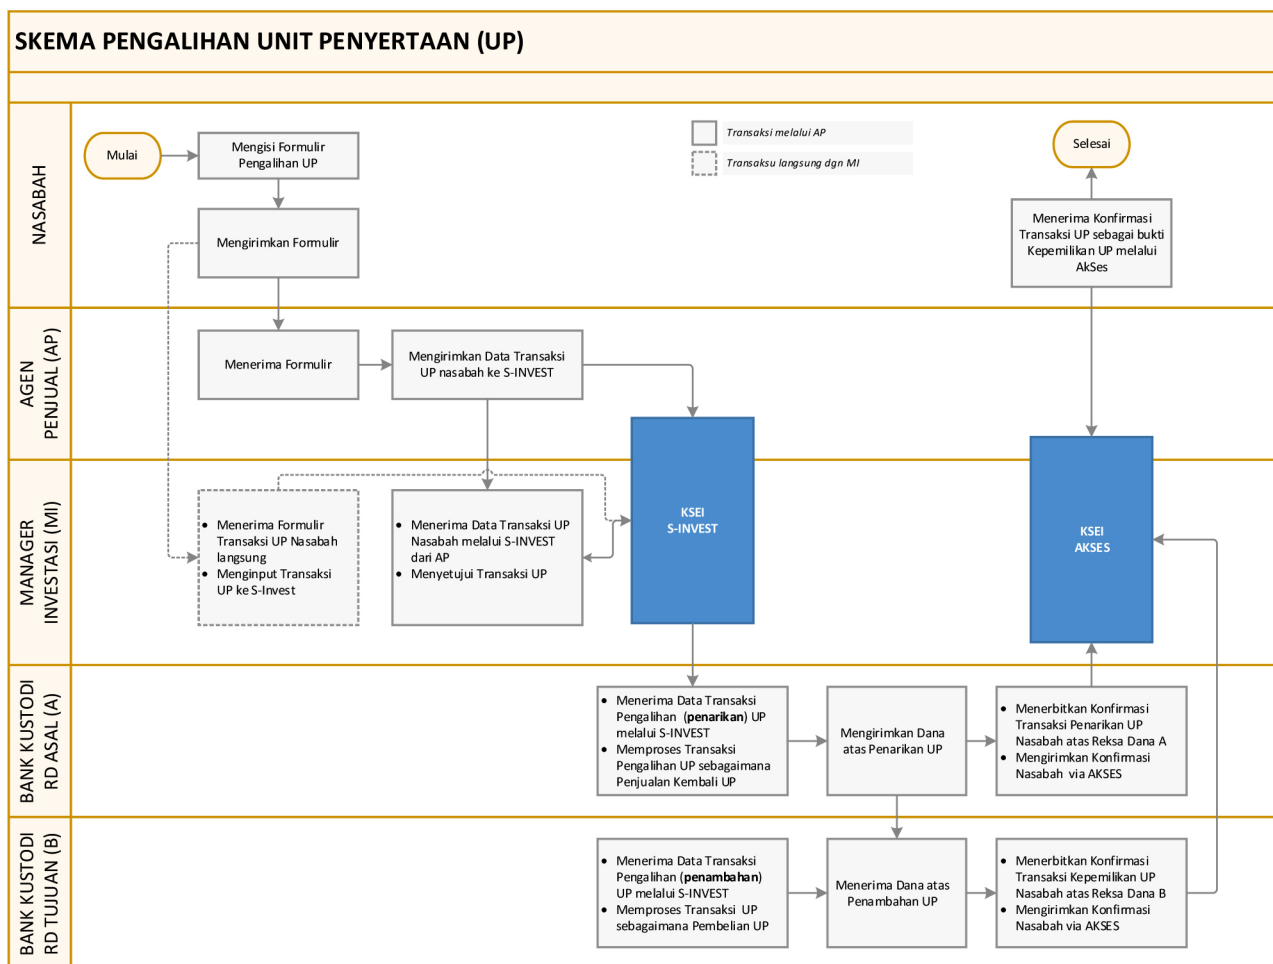 SKEMA PENGALIHAN UNIT PENYERTAAN (UP)
NASABAH
Mulai
Mengisi Formulir
Pengalihan UP
Mengirimkan Formulir
Transaksi melalui AP
Transaksu langsung dgn MI
Selesai
Menerima Konfirmasi
Transaksi UP sebagai bukti
Kepemilikan UP melalui
AkSes
AGEN
PENJUAL (AP)
Menerima Formulir
Mengirimkan Data Transaksi
UP nasabah ke S-INVEST
MANAGER
INVESTASI (MI)
• Menerima Formulir
Transaksi UP Nasabah
langsung
• Menginput Transaksi
UP ke S-Invest
• Menerima Data Transaksi UP
Nasabah melalui S-INVEST
dari AP
• Menyetujui Transaksi UP
KSEI
S-INVEST
KSEI
AKSES
BANK KUSTODI
RD ASAL (A)
• Menerima Data Transaksi
Pengalihan (penarikan) UP
melalui S-INVEST
• Memproses Transaksi
Pengalihan UP sebagaimana
Penjualan Kembali UP
Mengirimkan Dana
atas Penarikan UP
• Menerbitkan Konfirmasi
Transaksi Penarikan UP
Nasabah atas Reksa Dana A
• Mengirimkan Konfirmasi
Nasabah via AKSES
BANK KUSTODI
RD TUJUAN (B)
• Menerima Data Transaksi
Pengalihan (penambahan)
UP melalui S-INVEST
• Memproses Transaksi UP
sebagaimana Pembelian UP
Menerima Dana atas
Penambahan UP
• Menerbitkan Konfirmasi
Transaksi Kepemilikan UP
Nasabah atas Reksa Dana B
• Mengirimkan Konfirmasi
Nasabah via AKSES